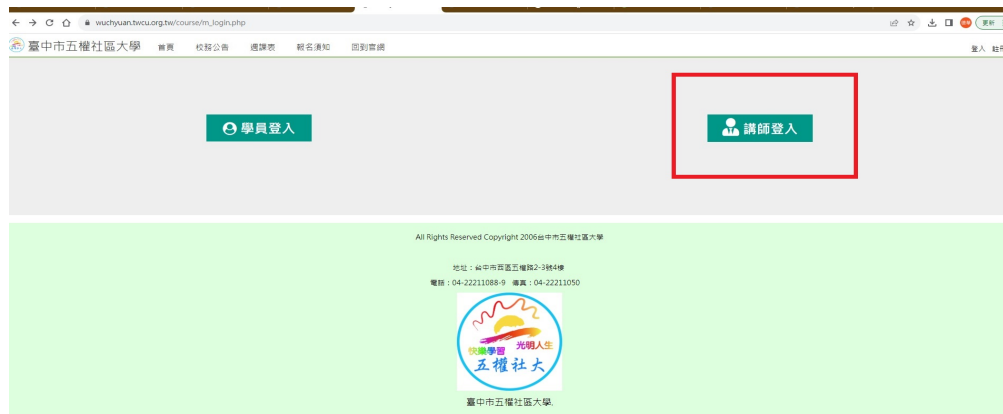 wuchyuan.twcu.org.tw/course/m_login.php
更新
臺中市五權社區大學 首頁 校務公告 週課表 報名須知 回到官網
登入
學員登入
講師登入
All Rights Reserved Copyright 2006台中市五權社區大學
地址：台中市西區五權路2-3號4樓
電話：04-22211088-9 傳真：04-22211050
快樂學習 光明人生
五權社大
臺中市五權社區大學.